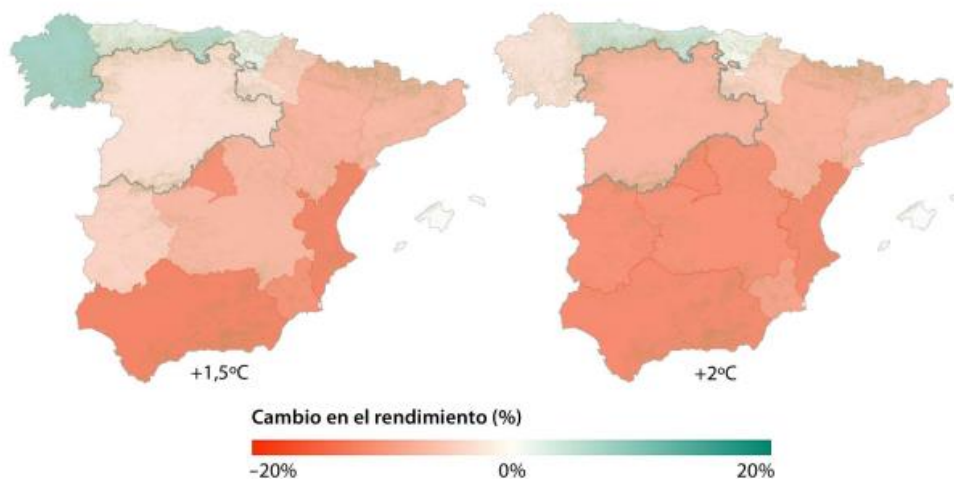 +1,5ºC
+2ºC
Cambio en el rendimiento (%)
–20%
0%
20%